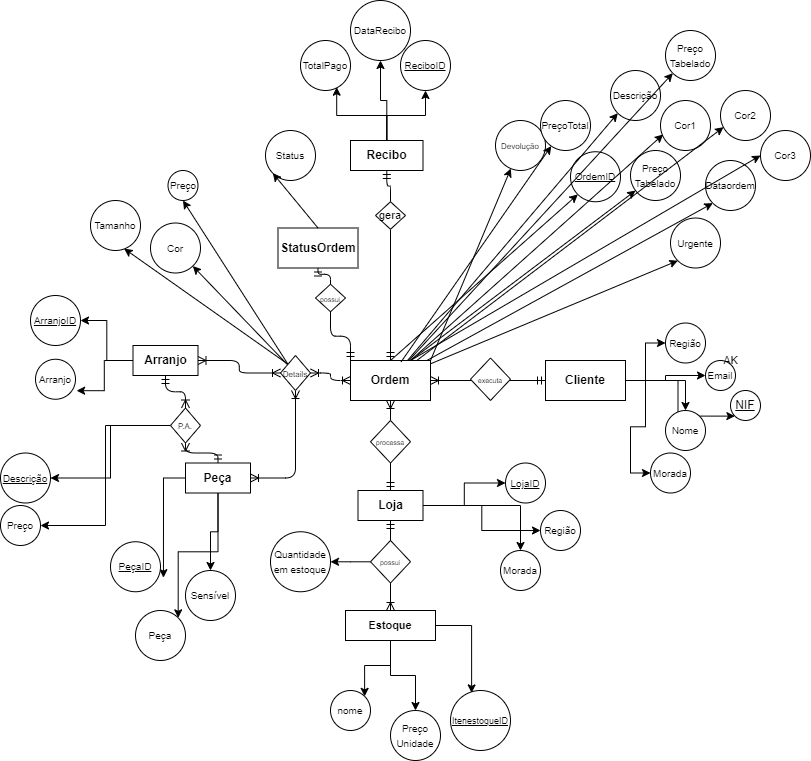 DataRecibo
TotalPago
ReciboID
Preço
Tabelado
Descrição
PreçoTotal
Cor1
Cor2
Devolução
Status
Recibo
Cor3
OrdemID
Preço
Tabelado
Dataordem
Preço
Tamanho
gera
Cor
StatusOrdem
Urgente
possui
ArranjoID
Região
Arranjo
AK
Details
Ordem
executa
Cliente
Email
Arranjo
NIF
P.A.
Nome
processa
Descrição
Peça
Morada
LojaID
Loja
Preço
Região
Quantidade
em estoque
possui
PeçaID
Morada
Sensível
Estoque
Peça
nome
Preço
Unidade
ItenestoqueID